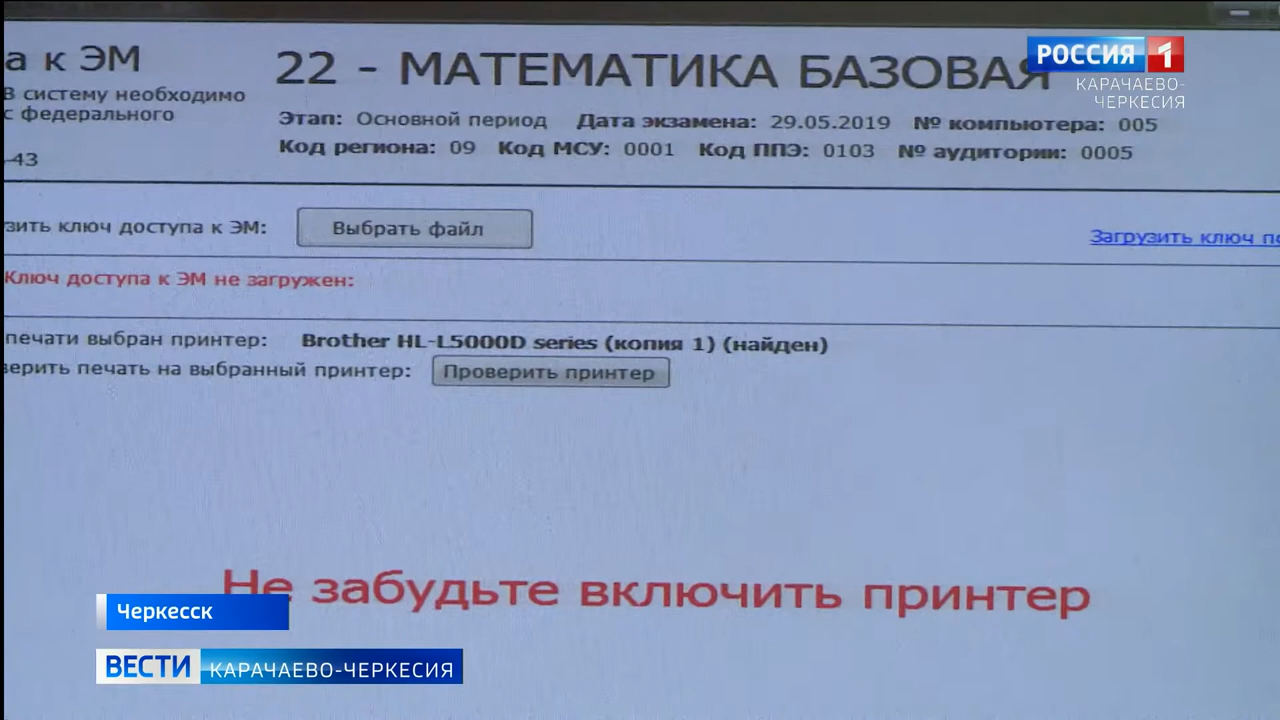 а к ЭМ
В систему необходимо
с федерального
-43
22 - МАТЕМАТИКА БАЗОВАЯ
Этап: Основной период Дата экзамена: 29.05.2019 № компьютера: 005
Код региона: 09 Код МСУ: 0001 Код ППЭ: 0103 № аудитории: 0005
РОССИЯ 1
КАРАЧАЕВО-
ЧЕРКЕСИЯ
зить ключ доступа к ЭМ: Выбрать файл Загрузить ключ по
Ключ доступа к ЭМ не загружен:
печати выбран принтер: Brother HL-L5000D series (копия 1) (найден)
верить печать на выбранный принтер: Проверить принтер
Не забудьте включить принтер
Черкесск
ВЕСТИ КАРАЧАЕВО-ЧЕРКЕСИЯ